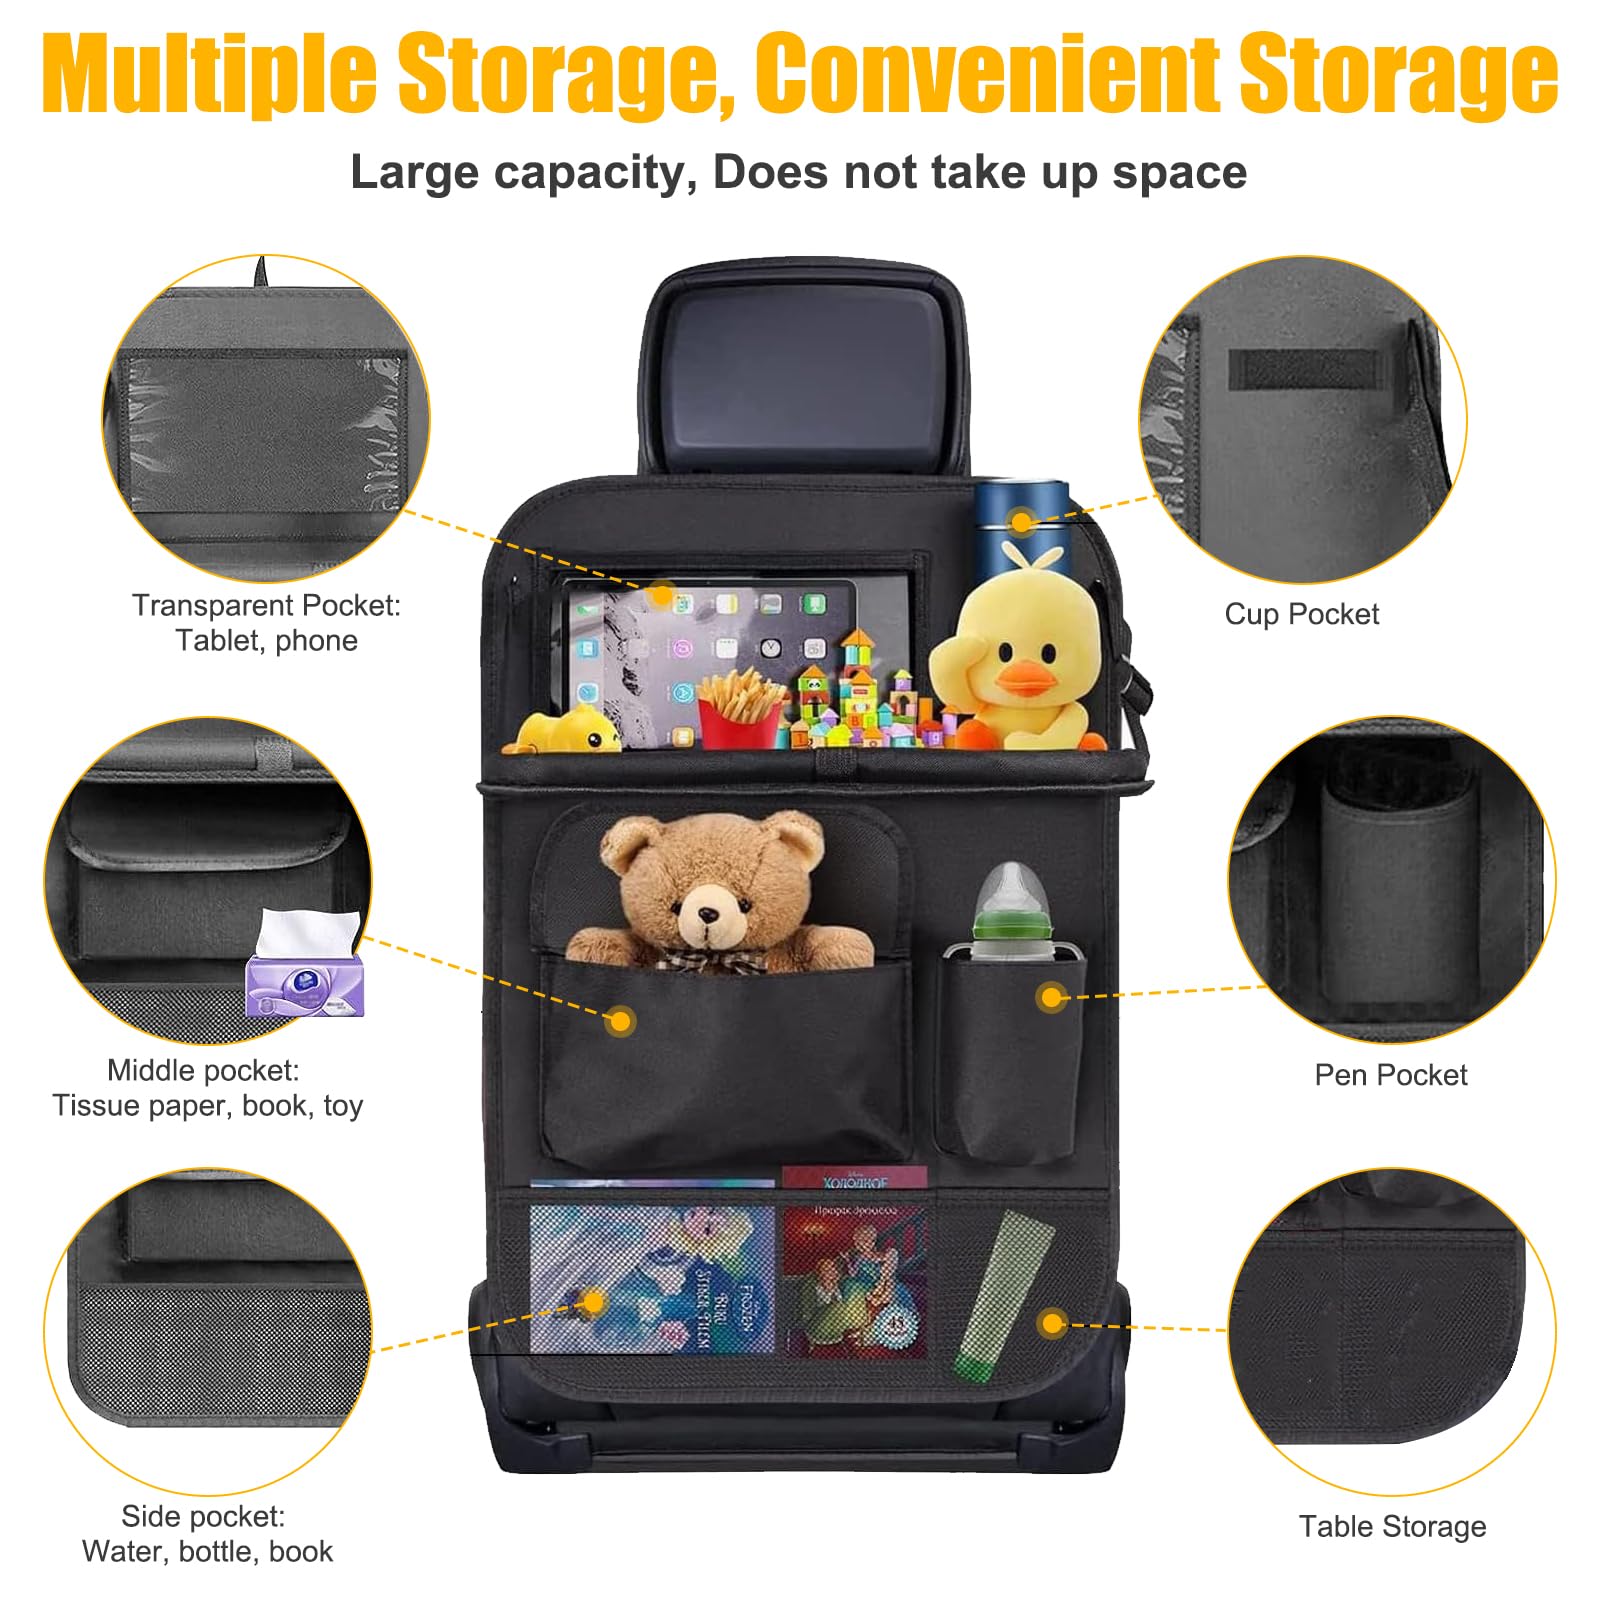 Multiple Storage, Convenient Storage
Large capacity, Does not take up space
Transparent Pocket:
Tablet, phone
Cup Pocket
Middle pocket:
Tissue paper, book, toy
Pen Pocket
ХОЛОДНОЕ
FROZEN
43
Side pocket:
Water, bottle, book
Table Storage